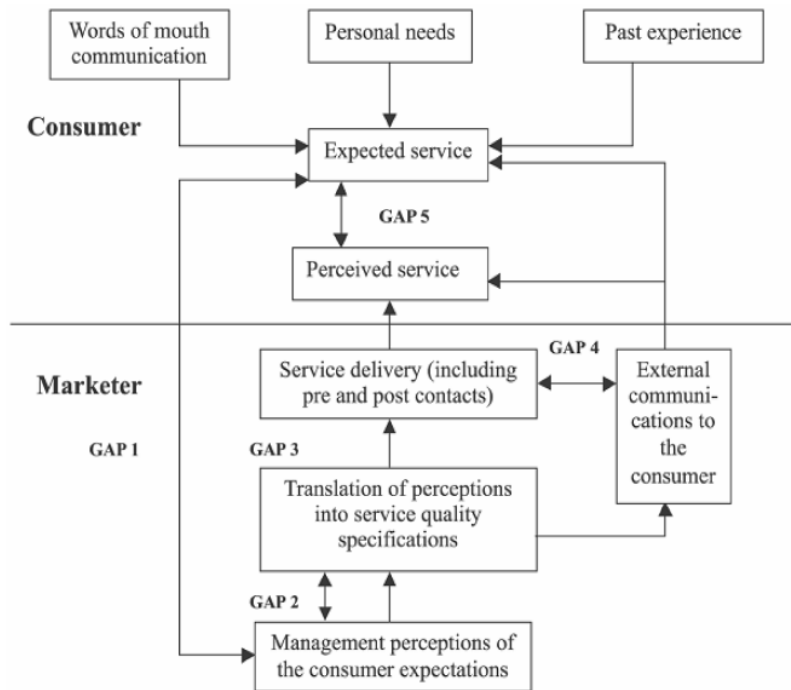 Words of mouth
communication
Personal needs
Past experience
Consumer
Expected service
GAP 5
Perceived service
Marketer
GAP 1
Service delivery (including
pre and post contacts)
GAP 4
External
communi-
cations to
the
consumer
GAP 3
Translation of perceptions
into service quality
specifications
GAP 2
Management perceptions of
the consumer expectations